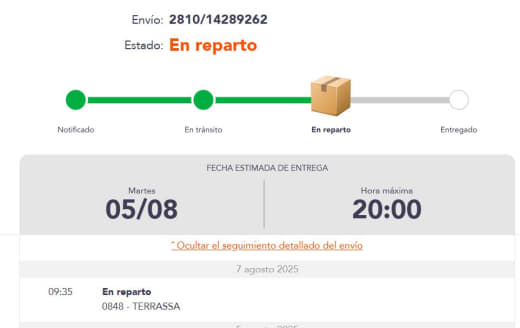 Envío: 2810/14289262
Estado: En reparto
Notificado
En tránsito
En reparto
Entregado
FECHA ESTIMADA DE ENTREGA
Martes
05/08
Hora máxima
20:00
ˆ Ocultar el seguimiento detallado del envío
7 agosto 2025
09:35 En reparto
0848 - TERRASSA